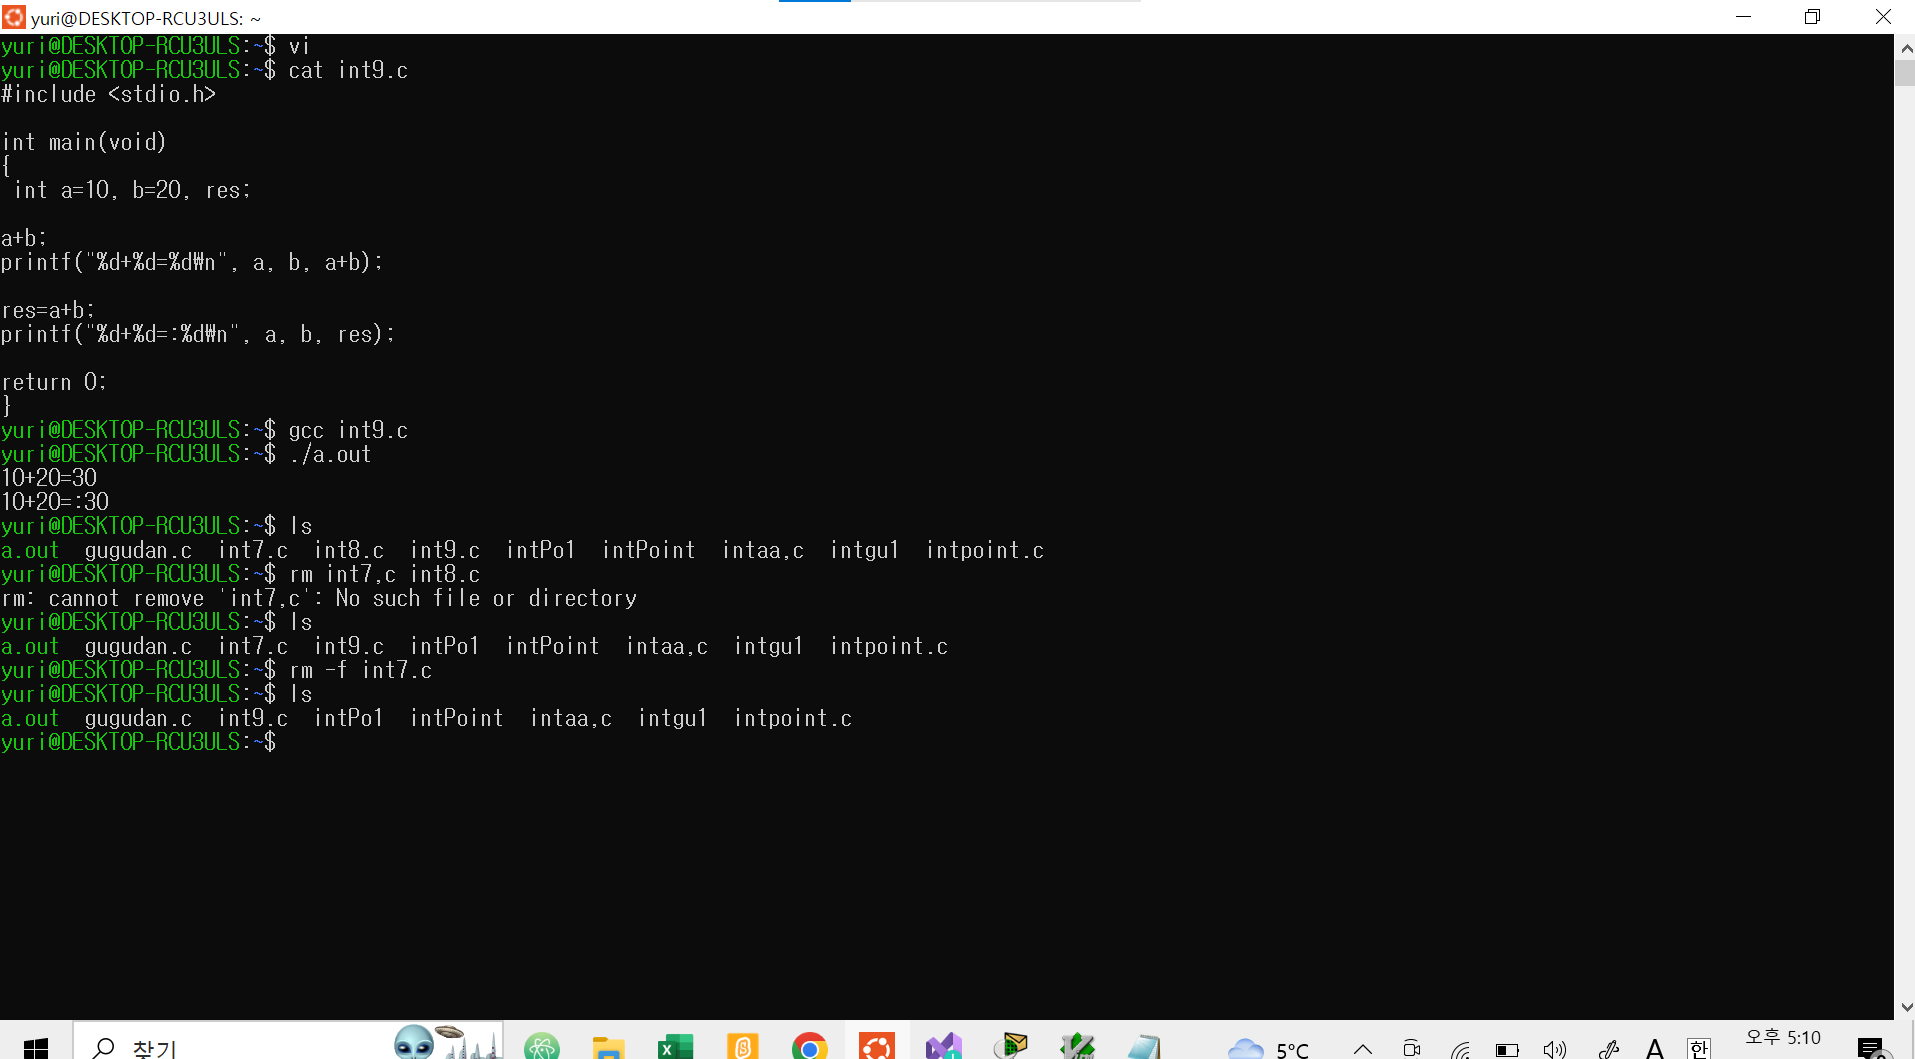 yuri@DESKTOP-RCU3ULS: ~
yuri@DESKTOP-RCU3ULS:~$ vi
yuri@DESKTOP-RCU3ULS:~$ cat int9.c
#include <stdio.h>
int main(void)
{
 int a=10, b=20, res;
a+b;
printf("%d+%d=%d₩n", a, b, a+b);
res=a+b;
printf("%d+%d=:%d₩n", a, b, res);
return 0;
}
yuri@DESKTOP-RCU3ULS:~$ gcc int9.c
yuri@DESKTOP-RCU3ULS:~$ ./a.out
10+20=30
10+20=:30
yuri@DESKTOP-RCU3ULS:~$ ls
a.out  gugudan.c  int7.c  int8.c  int9.c  intPo1  intPoint  intaa,c  intgu1  intpoint.c
yuri@DESKTOP-RCU3ULS:~$ rm int7,c int8.c
rm: cannot remove 'int7,c': No such file or directory
yuri@DESKTOP-RCU3ULS:~$ ls
a.out  gugudan.c  int7.c  int9.c  intPo1  intPoint  intaa,c  intgu1  intpoint.c
yuri@DESKTOP-RCU3ULS:~$ rm -f int7.c
yuri@DESKTOP-RCU3ULS:~$ ls
a.out  gugudan.c  int9.c  intPo1  intPoint  intaa,c  intgu1  intpoint.c
yuri@DESKTOP-RCU3ULS:~$
찾기
5°C
A
한
오후 5:10